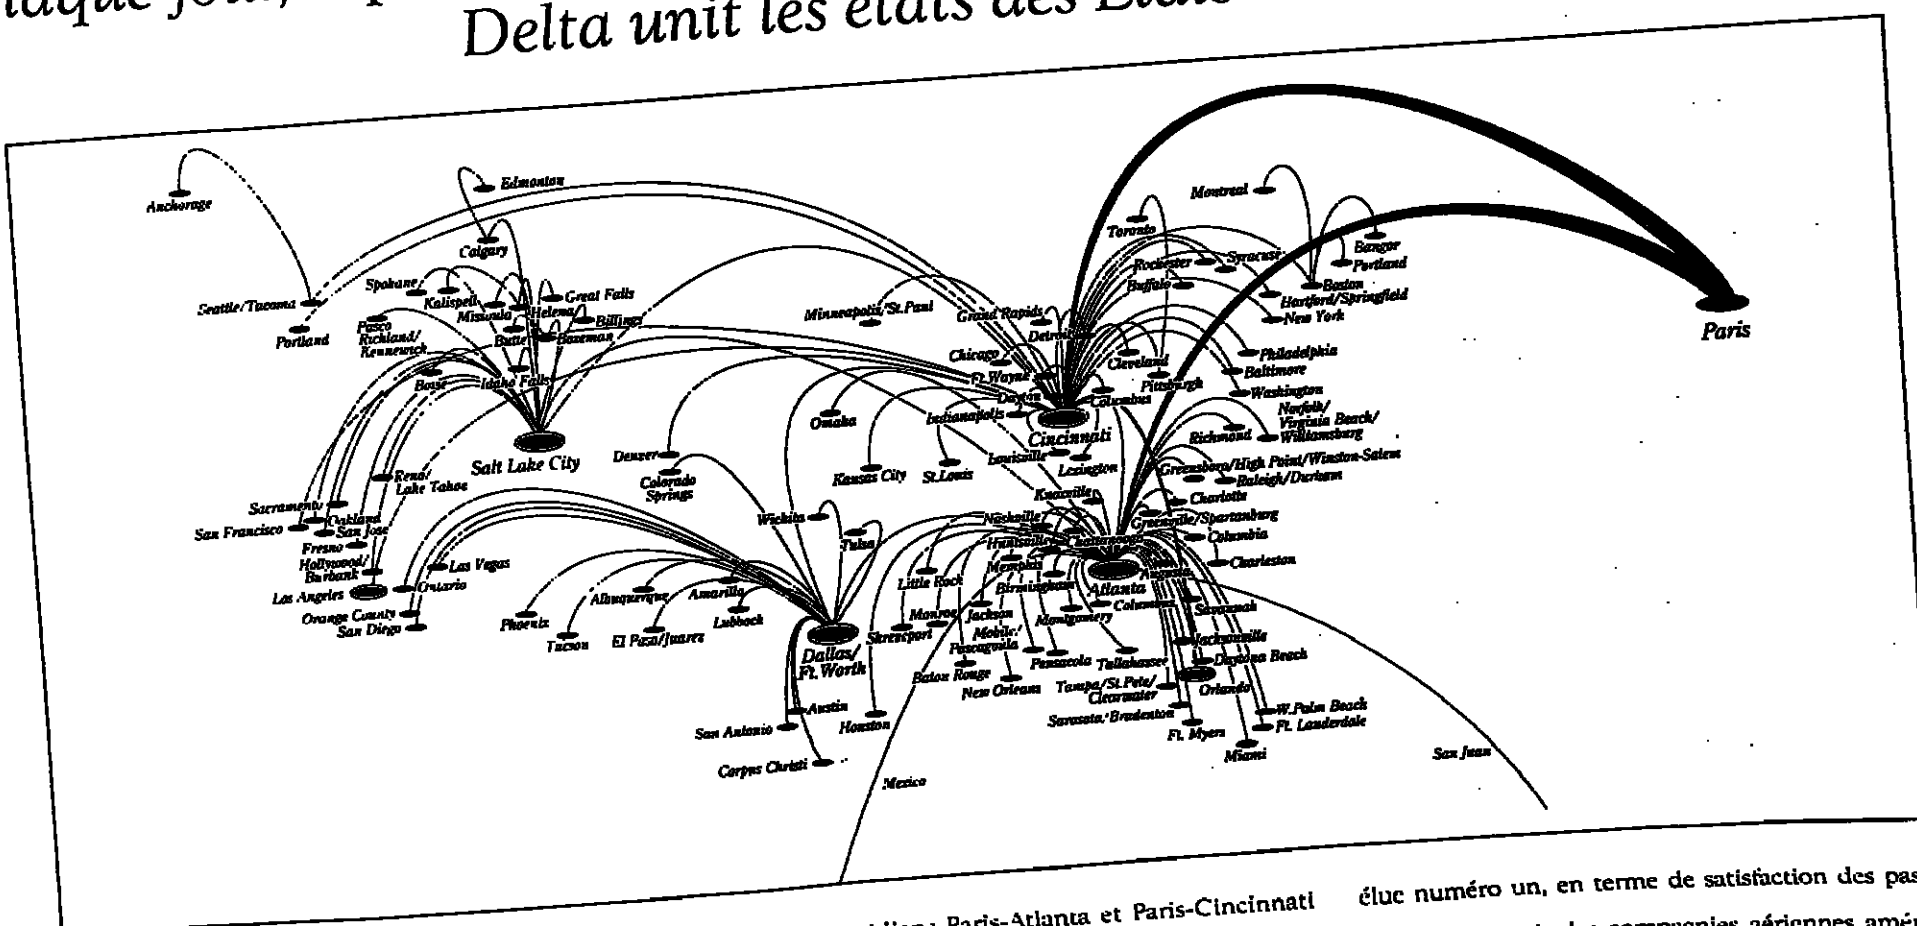 Delta unit les états des
Anchorage
Edmonton
Calgary
Seattle/Tacoma
Portland
Spokane
Kalispell
Missoula
Helena
Great Falls
Billings
Butte
Bozeman
Pasco
Richland/
Kennewick
Boise
Idaho Falls
Salt Lake City
Reno/
Lake Tahoe
Sacramento
San Francisco
Oakland
San Jose
Fresno
Hollywood/
Burbank
Los Angeles
Ontario
Orange County
San Diego
Las Vegas
Phoenix
Tucson
Albuquerque
El Paso/Juarez
Amarillo
Lubbock
Denver
Colorado
Springs
Wichita
Tulsa
Dallas/
Ft. Worth
Austin
San Antonio
Corpus Christi
Houston
Mexico
Minneapolis/St.Paul
Omaha
Kansas City
St.Louis
Grand Rapids
Detroit
Chicago
Ft.Wayne
Dayton
Columbus
Indianapolis
Cincinnati
Louisville
Lexington
Toronto
Montreal
Bangor
Portland
Rochester
Syracuse
Buffalo
Boston
Hartford/Springfield
New York
Cleveland
Pittsburgh
Philadelphia
Baltimore
Washington
Norfolk/
Virginia Beach/
Williamsburg
Richmond
Greensboro/High Point/Winston-Salem
Raleigh/Durham
Charlotte
Greenville/Spartanburg
Columbia
Charleston
Knoxville
Nashville
Huntsville
Chattanooga
Memphis
Birmingham
Atlanta
Augusta
Columbus
Savannah
Little Rock
Shreveport
Monroe
Jackson
Montgomery
Mobile/
Pascagoula
Baton Rouge
New Orleans
Pensacola
Tallahassee
Jacksonville
Daytona Beach
Orlando
Tampa/St.Pete/
Clearwater
Sarasota/Bradenton
Ft. Myers
Miami
W.Palm Beach
Ft. Lauderdale
San Juan
Paris
Paris-Atlanta et Paris-Cincinnati
élue numéro un, en terme de satisfaction des
compagnies aériennes